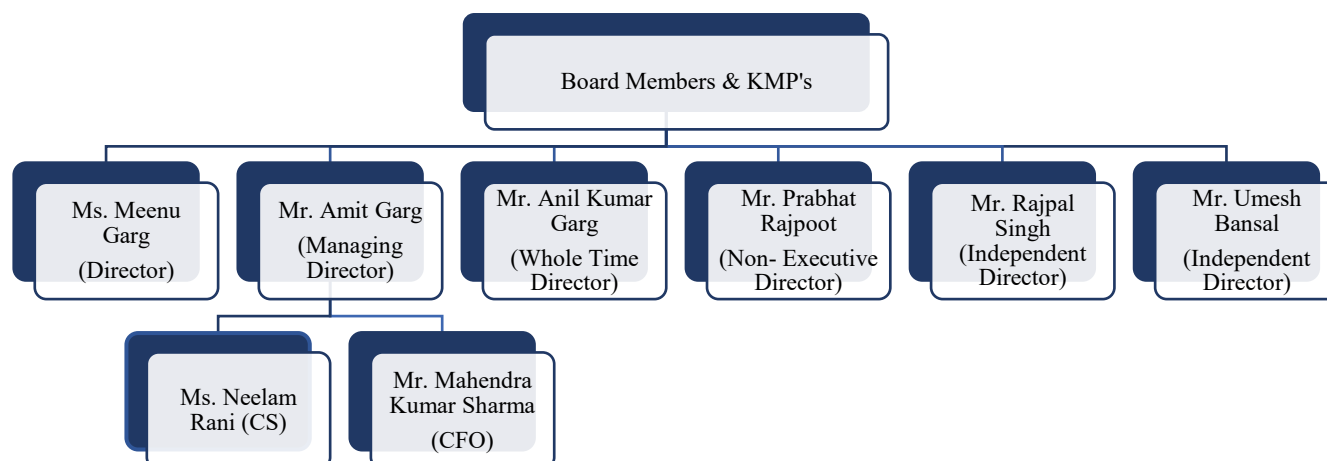 Board Members & KMP's
Ms. Meenu
Garg
(Director)
Mr. Amit Garg
(Managing
Director)
Mr. Anil Kumar
Garg
(Whole Time
Director)
Mr. Prabhat
Rajpoot
(Non- Executive
Director)
Mr. Rajpal
Singh
(Independent
Director)
Mr. Umesh
Bansal
(Independent
Director)
Ms. Neelam
Rani (CS)
Mr. Mahendra
Kumar Sharma
(CFO)